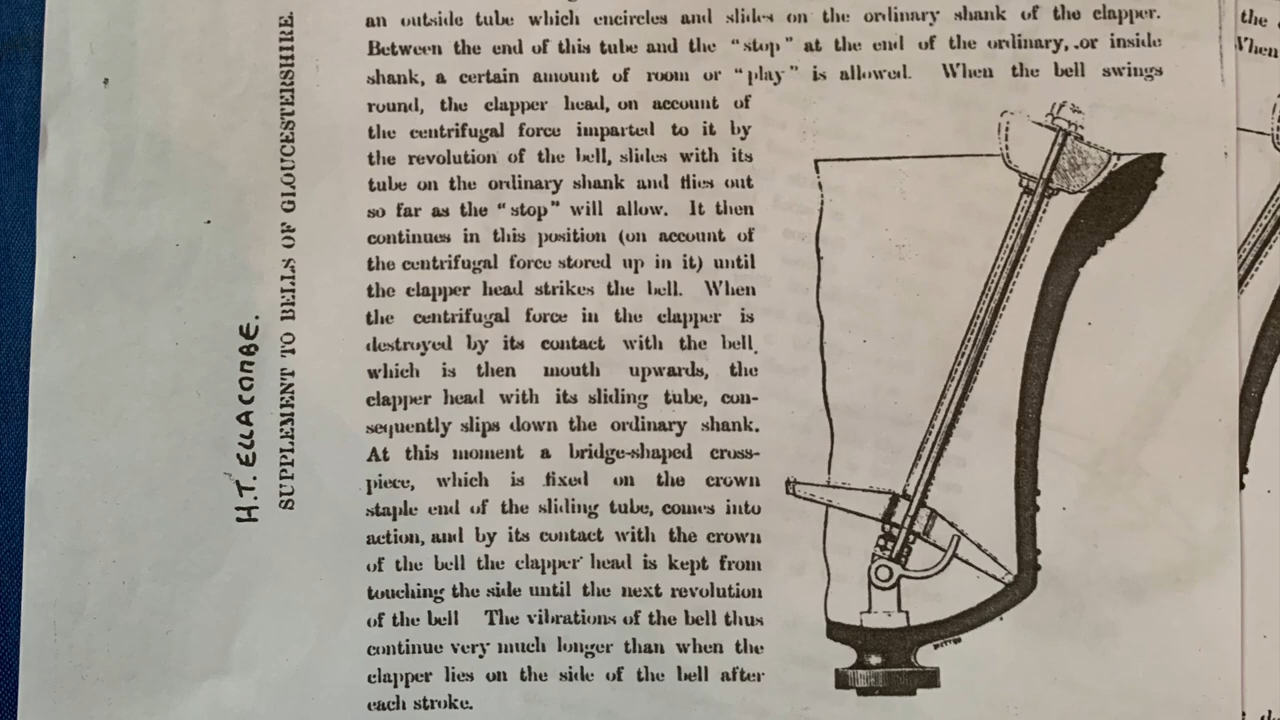 H.T. ELLACOMBE.
SUPPLEMENT TO BELLS OF GLOUCESTERSHIRE.
an outside tube which encircles and slides on the ordinary shank of the clapper.
Between the end of this tube and the "stop" at the end of the ordinary, or inside
shank, a certain amount of room or "play" is allowed. When the bell swings
round, the clapper head, on account of
the centrifugal force imparted to it by
the revolution of the bell, slides with its
tube on the ordinary shank and flies out
so far as the "stop" will allow. It then
continues in this position (on account of
the centrifugal force stored up in it) until
the clapper head strikes the bell. When
the centrifugal force in the clapper is
destroyed by its contact with the bell,
which is then mouth upwards, the
clapper head with its sliding tube, con-
sequently slips down the ordinary shank.
At this moment a bridge-shaped cross-
piece, which is fixed on the crown
staple end of the sliding tube, comes into
action, and by its contact with the crown
of the bell the clapper head is kept from
touching the side until the next revolution
of the bell The vibrations of the bell thus
continue very much longer than when the
clapper lies on the side of the bell after
each stroke.
the
When